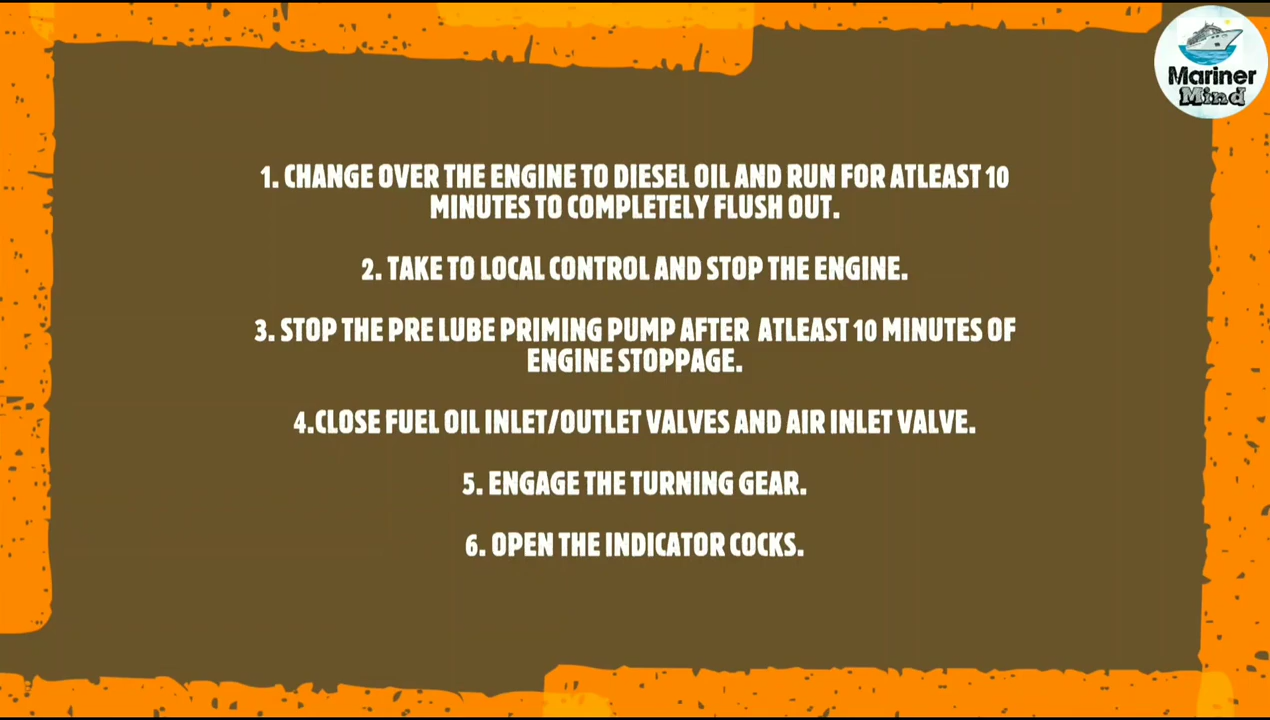 Mariner
Mind
1. CHANGE OVER THE ENGINE TO DIESEL OIL AND RUN FOR ATLEAST 10
MINUTES TO COMPLETELY FLUSH OUT.
2. TAKE TO LOCAL CONTROL AND STOP THE ENGINE.
3. STOP THE PRE LUBE PRIMING PUMP AFTER ATLEAST 10 MINUTES OF
ENGINE STOPPAGE.
4.CLOSE FUEL OIL INLET/OUTLET VALVES AND AIR INLET VALVE.
5. ENGAGE THE TURNING GEAR.
6. OPEN THE INDICATOR COCKS.